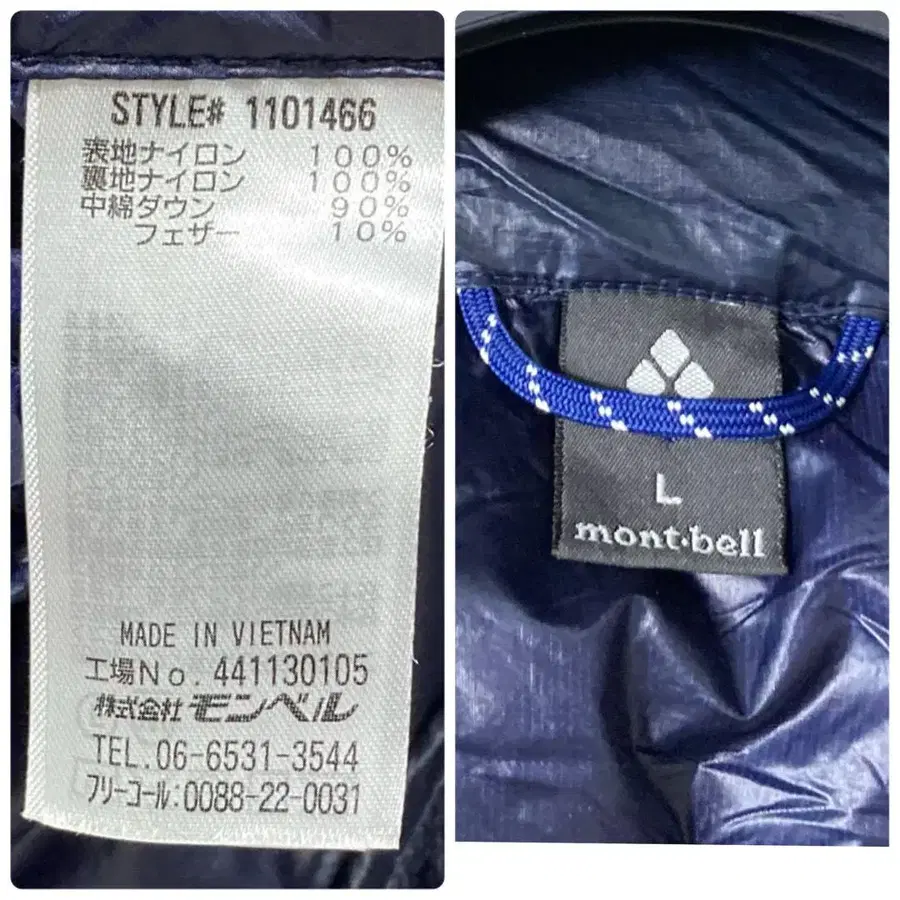 STYLE# 1101466
表地ナイロン 100%
裏地ナイロン 100%
中綿ダウン 90%
フェザー 10%
MADE IN VIETNAM
工場No. 441130105
株式会社モンベル
TEL.06-6531-3544
フリーコール:0088-22-0031
L
mont·bell